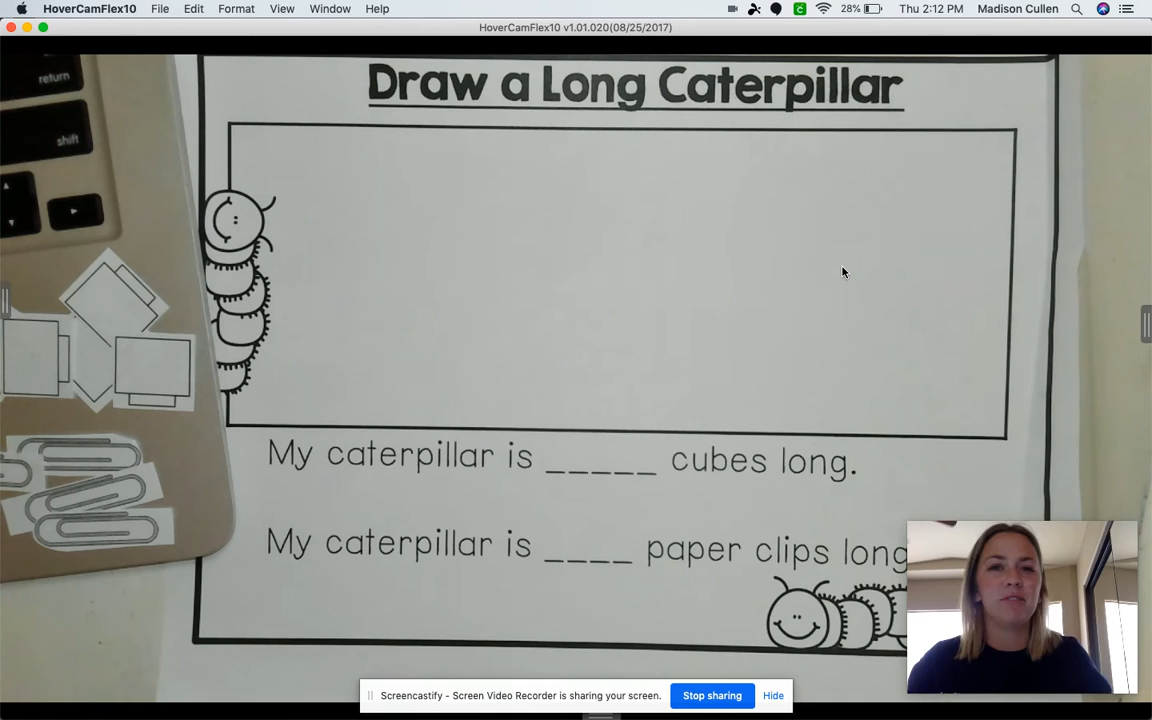 HoverCamFlex10 File Edit Format View Window Help 28% Thu 2:12 PM Madison Cullen
HoverCamFlex10 v1.01.020(08/25/2017)
return
shift
Draw a Long Caterpillar
My caterpillar is _____ cubes long.
My caterpillar is ____ paper clips long
Screencastify - Screen Video Recorder is sharing your screen. Stop sharing Hide